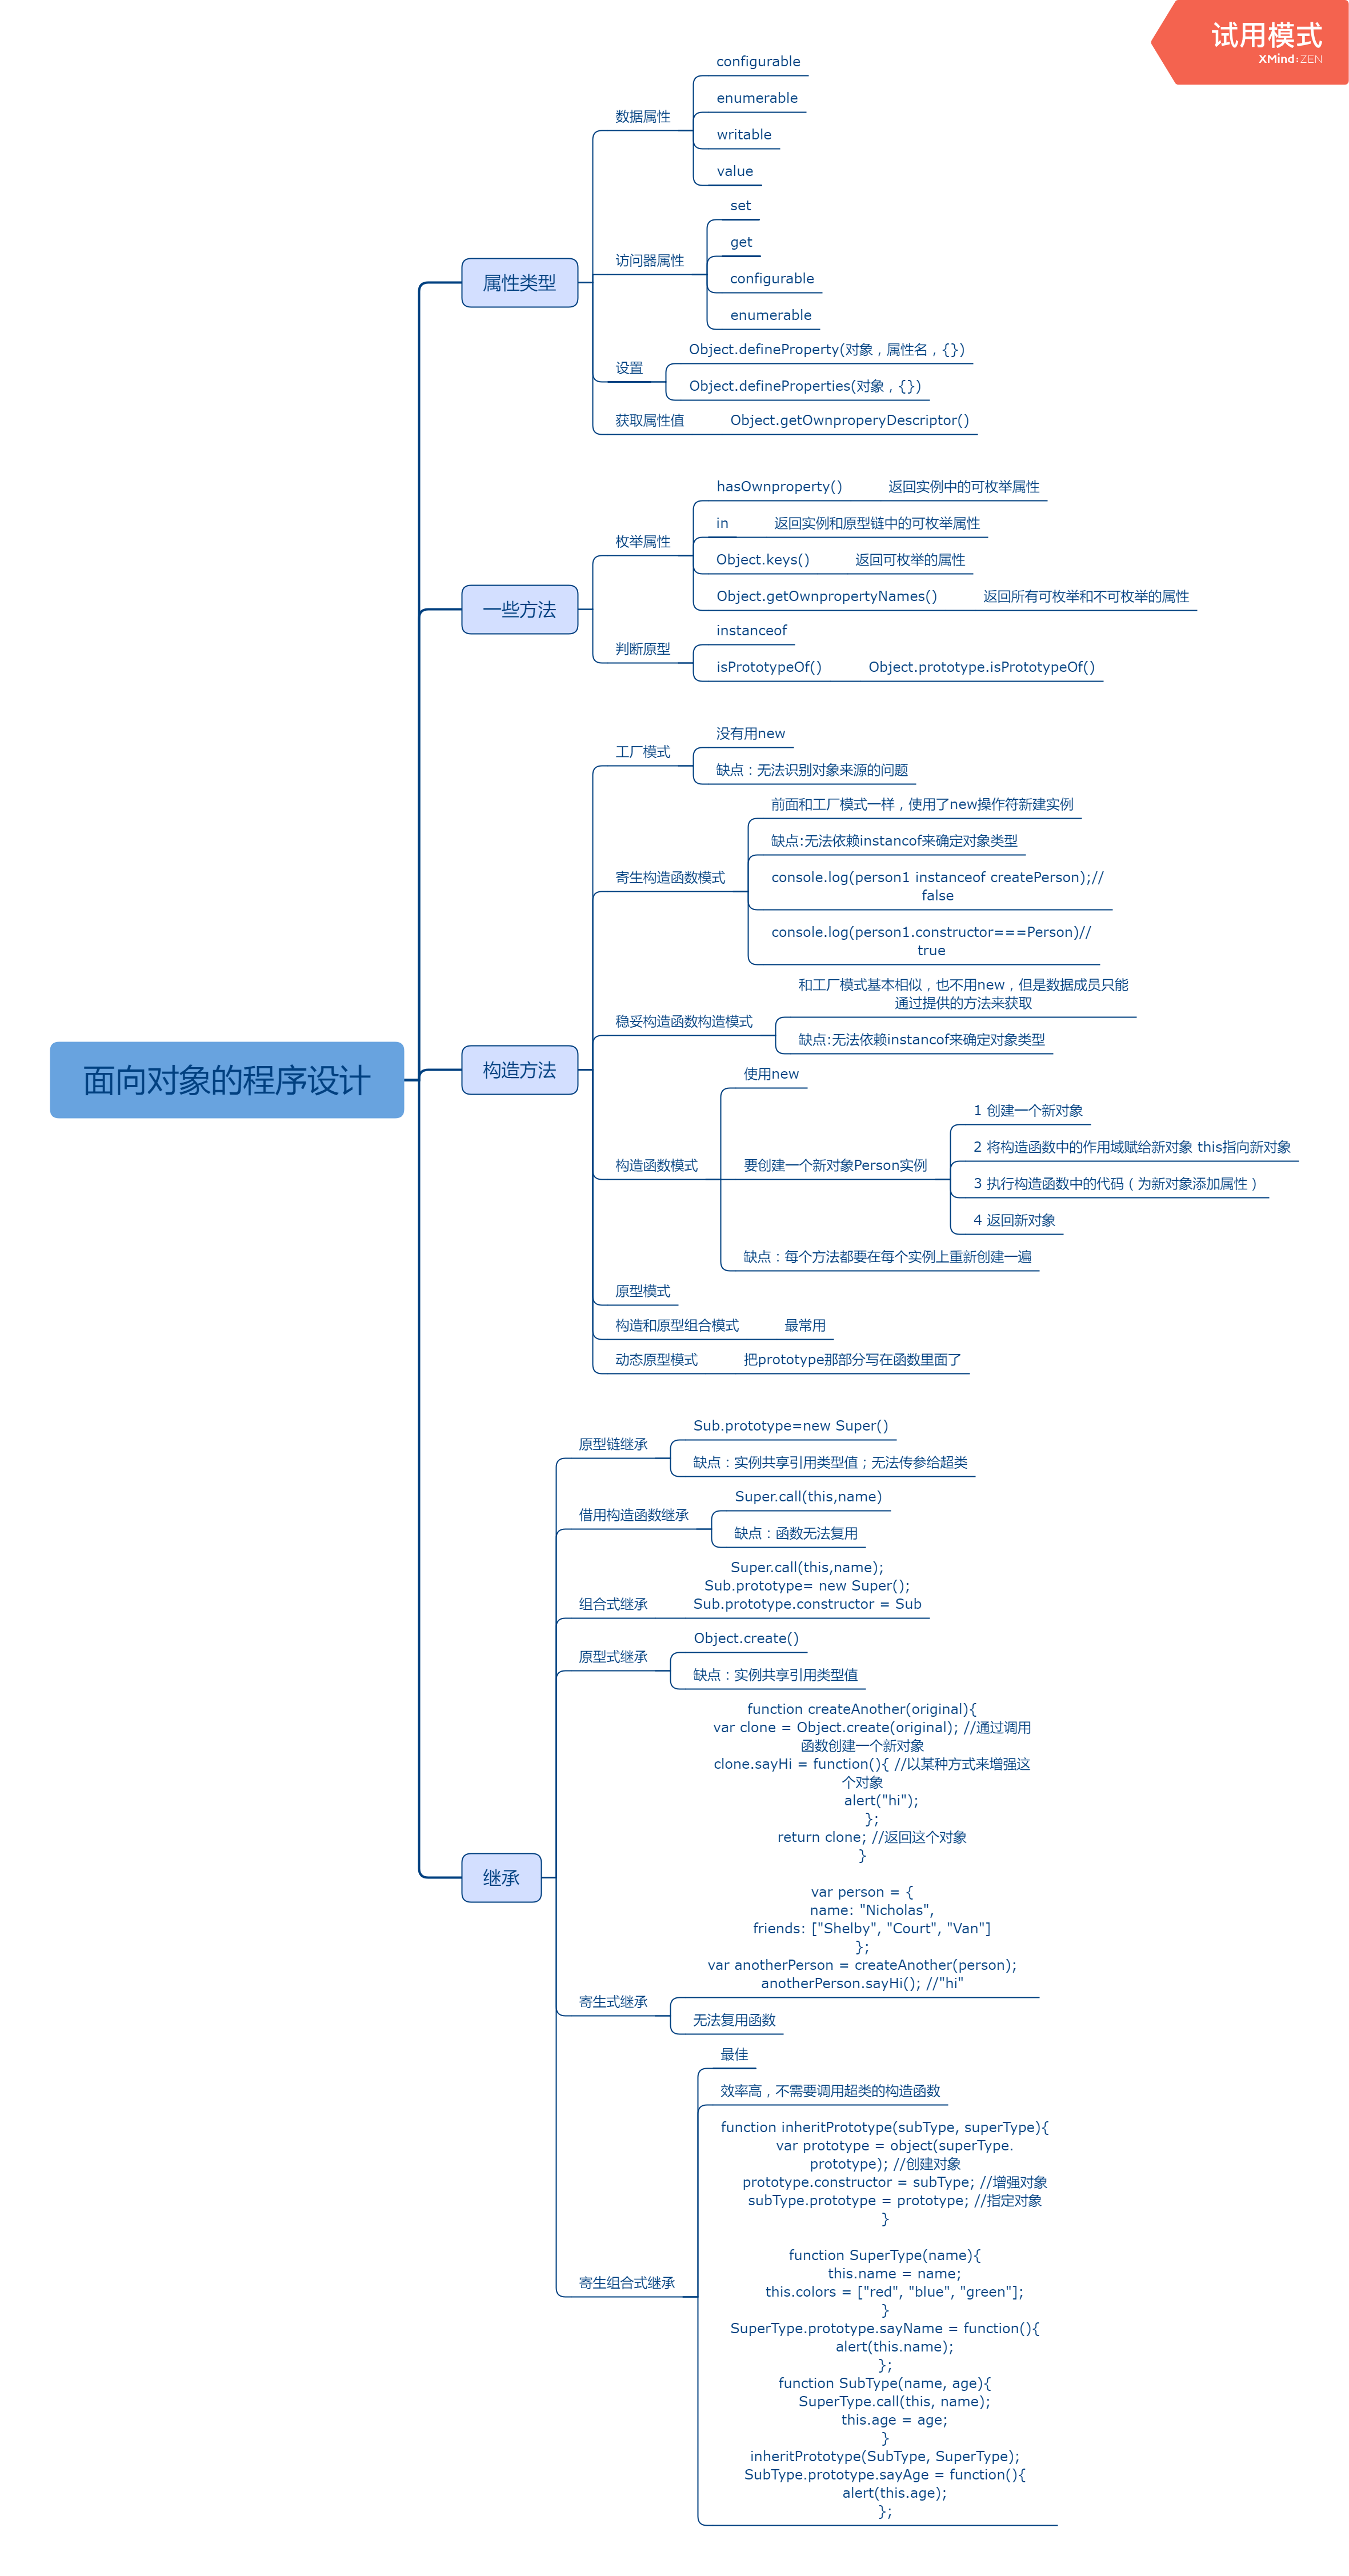 试用模式
XMind:ZEN
面向对象的程序设计
属性类型
数据属性
configurable
enumerable
writable
value
访问器属性
set
get
configurable
enumerable
设置
Object.defineProperty(对象，属性名，{})
Object.defineProperties(对象，{})
获取属性值
Object.getOwnproperyDescriptor()
一些方法
枚举属性
hasOwnproperty()
返回实例中的可枚举属性
in
返回实例和原型链中的可枚举属性
Object.keys()
返回可枚举的属性
Object.getOwnpropertyNames()
返回所有可枚举和不可枚举的属性
判断原型
instanceof
isPrototypeOf()
Object.prototype.isPrototypeOf()
构造方法
工厂模式
没有用new
缺点：无法识别对象来源的问题
寄生构造函数模式
前面和工厂模式一样，使用了new操作符新建实例
缺点:无法依赖instancof来确定对象类型
console.log(person1 instanceof createPerson);//
false
console.log(person1.constructor===Person)//
true
稳妥构造函数构造模式
和工厂模式基本相似，也不用new，但是数据成员只能
通过提供的方法来获取
缺点:无法依赖instancof来确定对象类型
构造函数模式
使用new
要创建一个新对象Person实例
1 创建一个新对象
2 将构造函数中的作用域赋给新对象 this指向新对象
3 执行构造函数中的代码（为新对象添加属性）
4 返回新对象
缺点：每个方法都要在每个实例上重新创建一遍
原型模式
构造和原型组合模式
最常用
动态原型模式
把prototype那部分写在函数里面了
继承
原型链继承
Sub.prototype=new Super()
缺点：实例共享引用类型值；无法传参给超类
借用构造函数继承
Super.call(this,name)
缺点：函数无法复用
组合式继承
Super.call(this,name);
Sub.prototype= new Super();
Sub.prototype.constructor = Sub
原型式继承
Object.create()
缺点：实例共享引用类型值
寄生式继承
function createAnother(original){
var clone = Object.create(original); //通过调用
函数创建一个新对象
clone.sayHi = function(){ //以某种方式来增强这
个对象
alert("hi");
};
return clone; //返回这个对象
}
var person = {
name: "Nicholas",
friends: ["Shelby", "Court", "Van"]
};
var anotherPerson = createAnother(person);
anotherPerson.sayHi(); //"hi"
无法复用函数
寄生组合式继承
最佳
效率高，不需要调用超类的构造函数
function inheritPrototype(subType, superType){
var prototype = object(superType.
prototype); //创建对象
prototype.constructor = subType; //增强对象
subType.prototype = prototype; //指定对象
}
function SuperType(name){
this.name = name;
this.colors = ["red", "blue", "green"];
}
SuperType.prototype.sayName = function(){
alert(this.name);
};
function SubType(name, age){
SuperType.call(this, name);
this.age = age;
}
inheritPrototype(SubType, SuperType);
SubType.prototype.sayAge = function(){
alert(this.age);
};